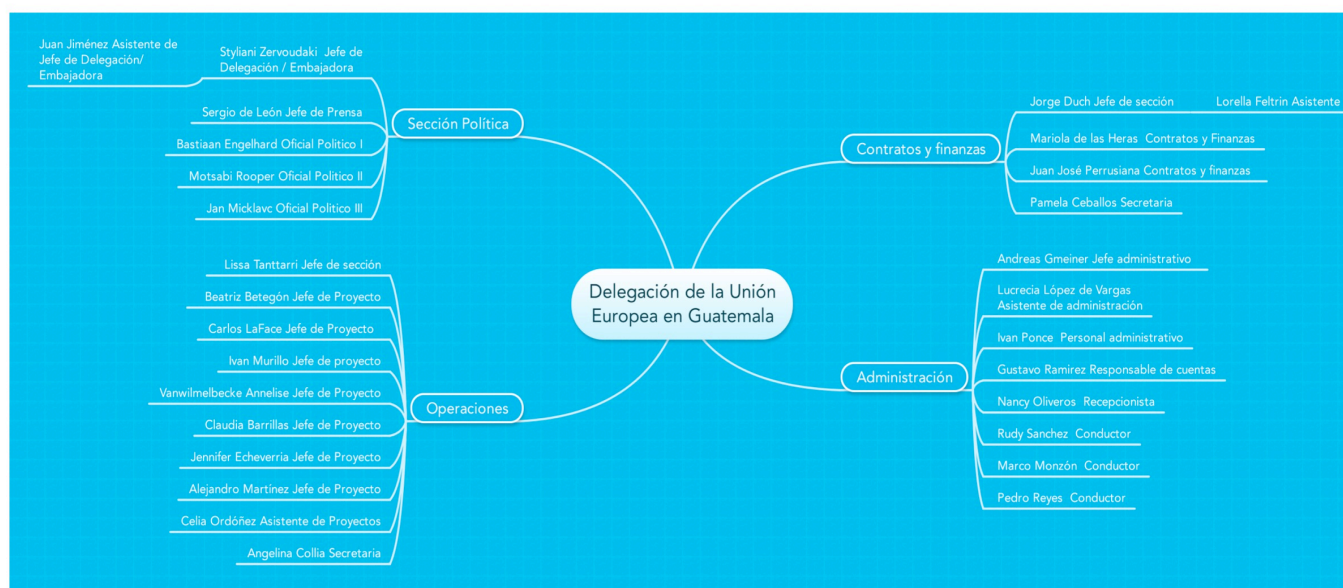 Juan Jiménez Asistente de
Jefe de Delegación/
Embajadora
Styliani Zervoudaki Jefe de
Delegación / Embajadora
Sergio de León Jefe de Prensa
Bastiaan Engelhard Oficial Politico I
Motsabi Rooper Oficial Politico II
Jan Micklavc Oficial Politico III
Sección Política
Lissa Tanttarri Jefe de sección
Beatriz Betegón Jefe de Proyecto
Carlos LaFace Jefe de Proyecto
Ivan Murillo Jefe de proyecto
Vanwilmelbecke Annelise Jefe de Proyecto
Claudia Barrillas Jefe de Proyecto
Jennifer Echeverria Jefe de Proyecto
Alejandro Martínez Jefe de Proyecto
Celia Ordóñez Asistente de Proyectos
Angelina Collia Secretaria
Operaciones
Delegación de la Unión
Europea en Guatemala
Contratos y finanzas
Jorge Duch Jefe de sección
Lorella Feltrin Asistente
Mariola de las Heras Contratos y Finanzas
Juan José Perrusiana Contratos y finanzas
Pamela Ceballos Secretaria
Administración
Andreas Gmeiner Jefe administrativo
Lucrecia López de Vargas
Asistente de administración
Ivan Ponce Personal administrativo
Gustavo Ramirez Responsable de cuentas
Nancy Oliveros Recepcionista
Rudy Sanchez Conductor
Marco Monzón Conductor
Pedro Reyes Conductor